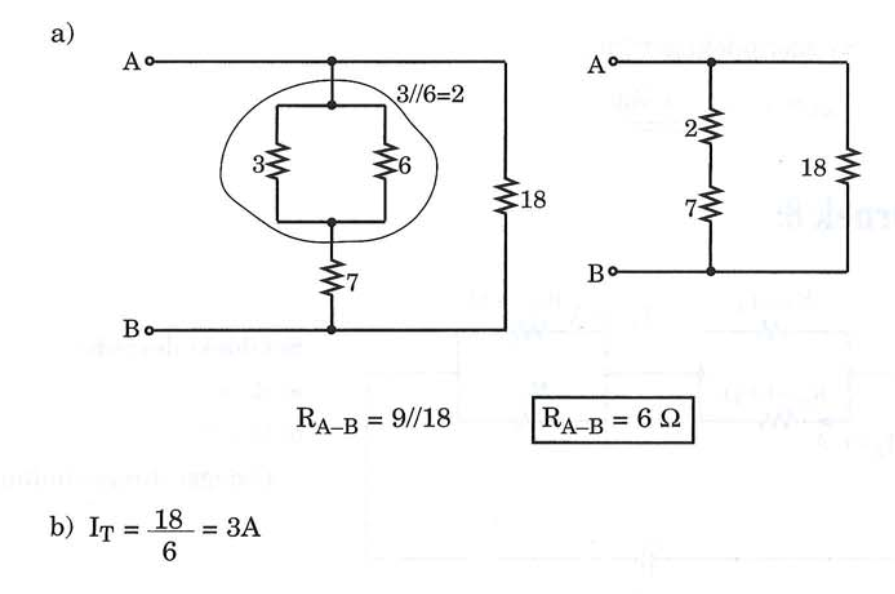 a)
A
3//6=2
3
6
18
7
B
A
2
18
7
B
R_{A–B} = 9//18
R_{A–B} = 6 Ω
b) I_T = 18/6 = 3A